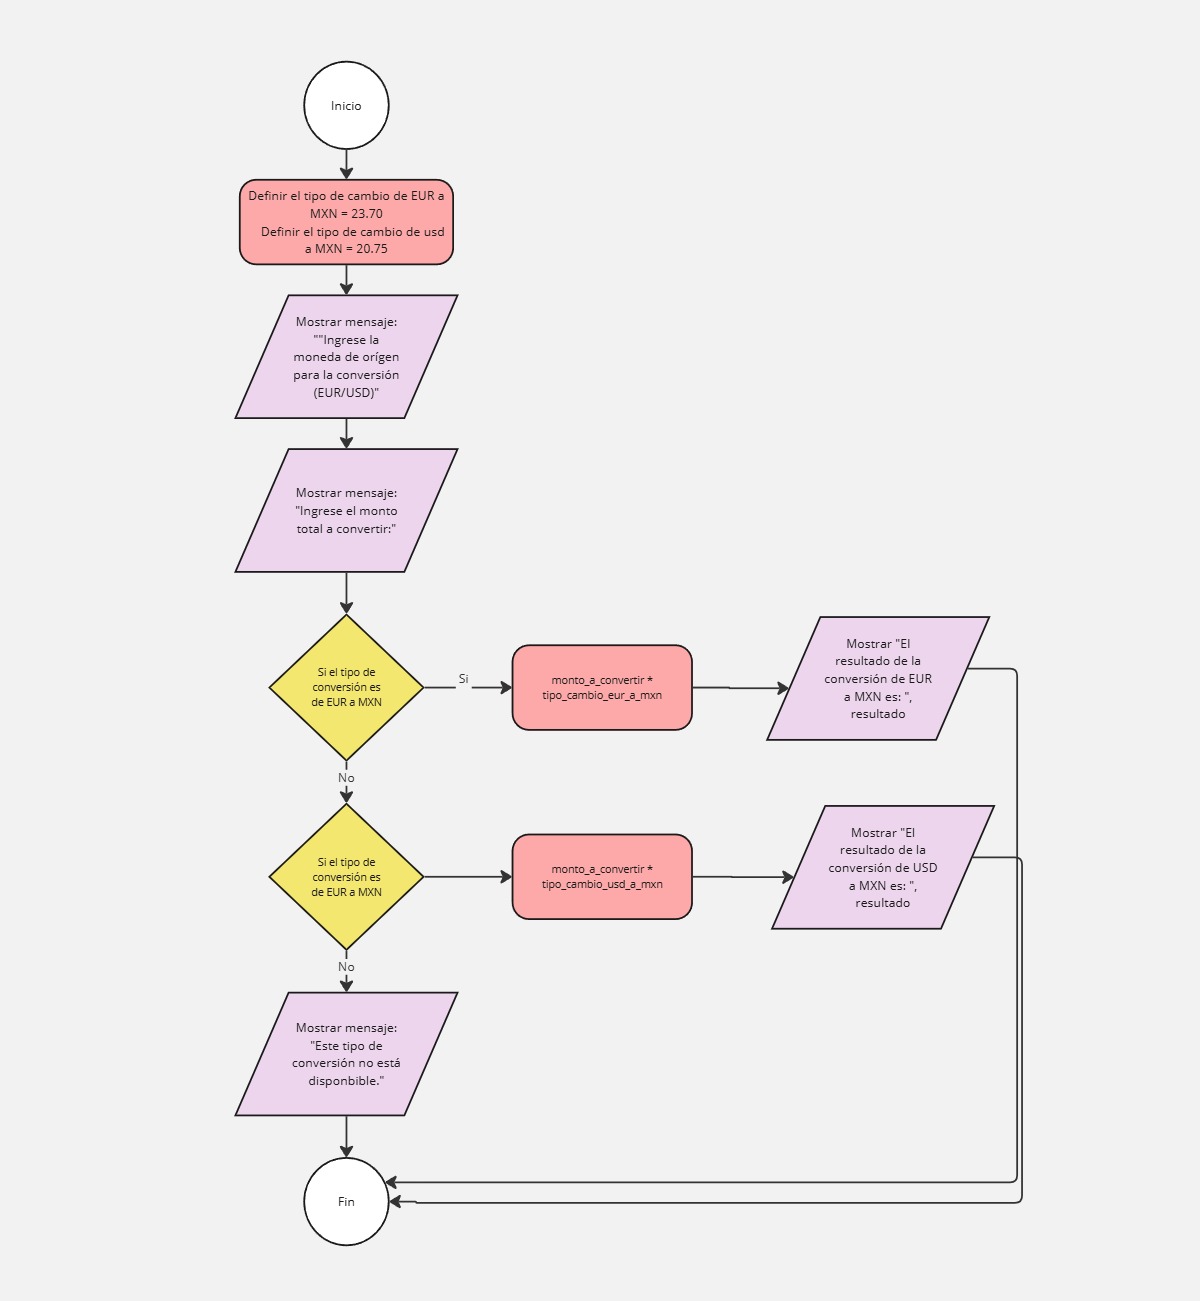 Inicio
Definir el tipo de cambio de EUR a
MXN = 23.70
Definir el tipo de cambio de usd
a MXN = 20.75
Mostrar mensaje:
""Ingrese la
moneda de orígen
para la conversión
(EUR/USD)"
Mostrar mensaje:
"Ingrese el monto
total a convertir:"
Si el tipo de
conversión es
de EUR a MXN
Si
monto_a_convertir *
tipo_cambio_eur_a_mxn
Mostrar "El
resultado de la
conversión de EUR
a MXN es: ",
resultado
No
Si el tipo de
conversión es
de EUR a MXN
monto_a_convertir *
tipo_cambio_usd_a_mxn
Mostrar "El
resultado de la
conversión de USD
a MXN es: ",
resultado
No
Mostrar mensaje:
"Este tipo de
conversión no está
disponbible."
Fin